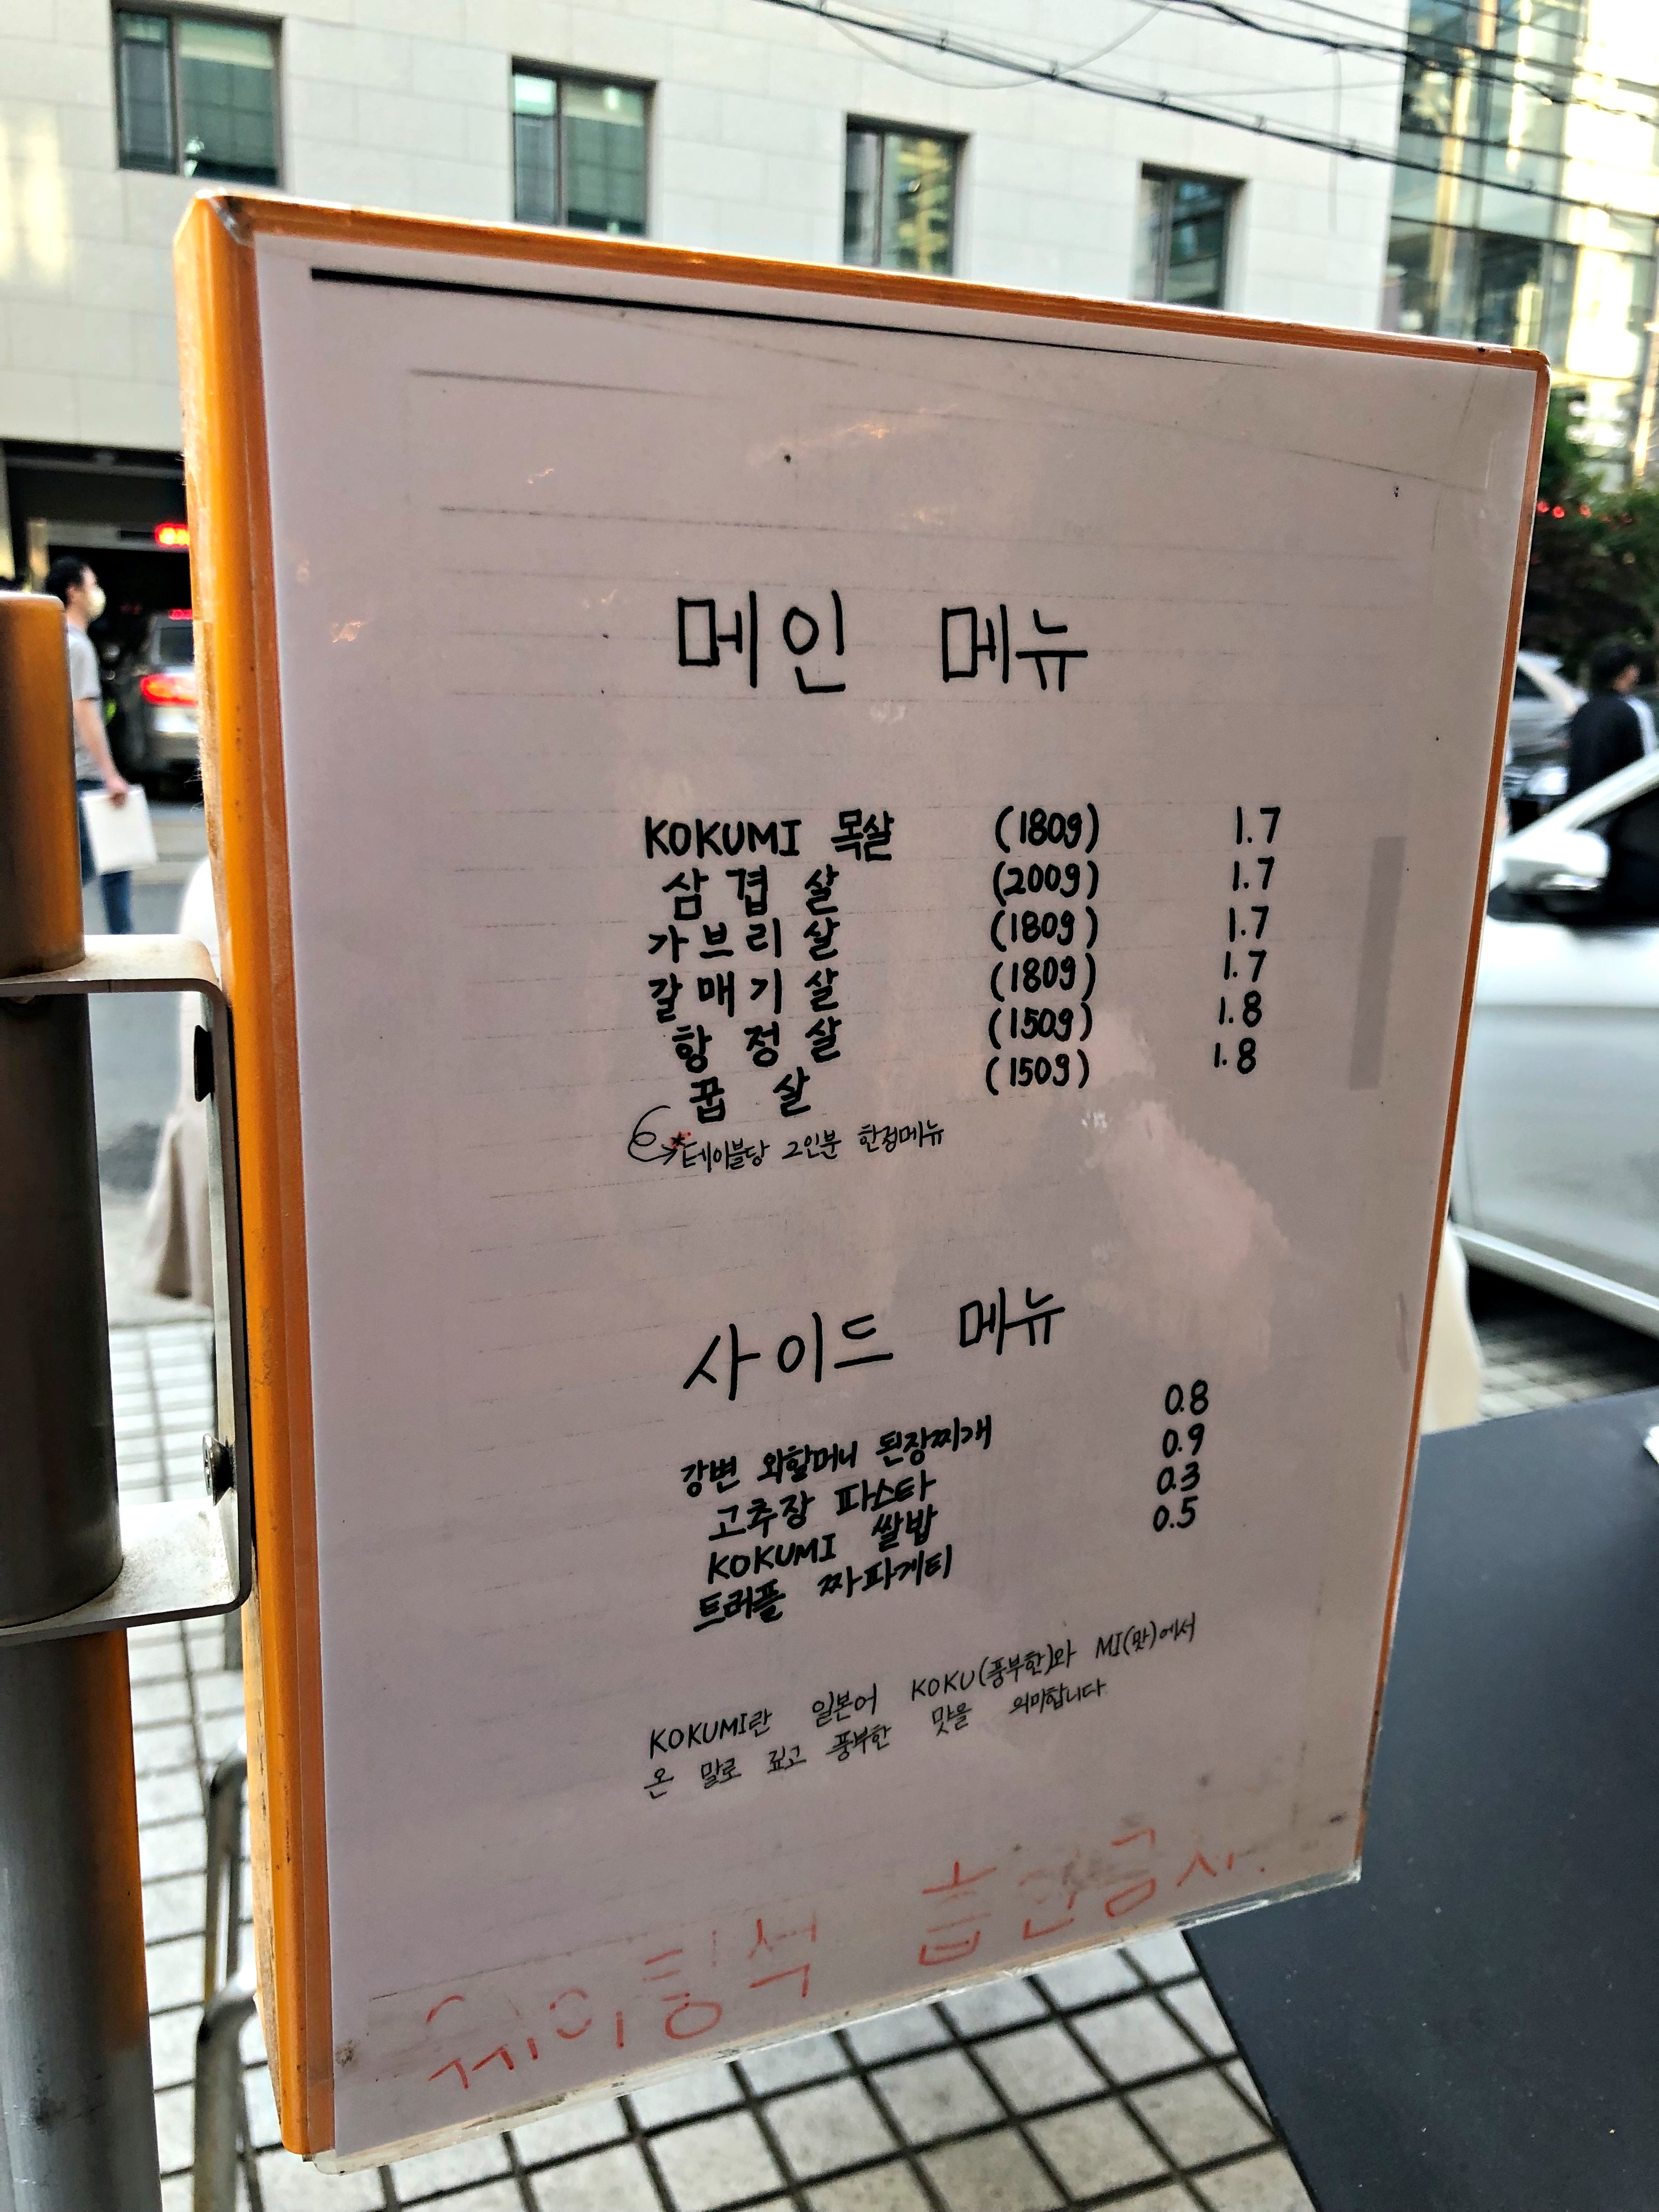 메인 메뉴
KOKUMI 목살 (180g) 1.7
삼겹살 (200g) 1.7
가브리살 (180g) 1.7
갈매기살 (180g) 1.7
항정살 (150g) 1.8
꼽살 (150g) 1.8
*테이블당 2인분 한정메뉴
사이드 메뉴
강변 외할머니 된장찌개 0.8
고추장 파스타 0.9
KOKUMI 쌀밥 0.3
트러플 짜파게티 0.5
KOKUMI란 일본어 KOKU(풍부한)와 MI(맛)에서
온 말로 깊고 풍부한 맛을 의미합니다